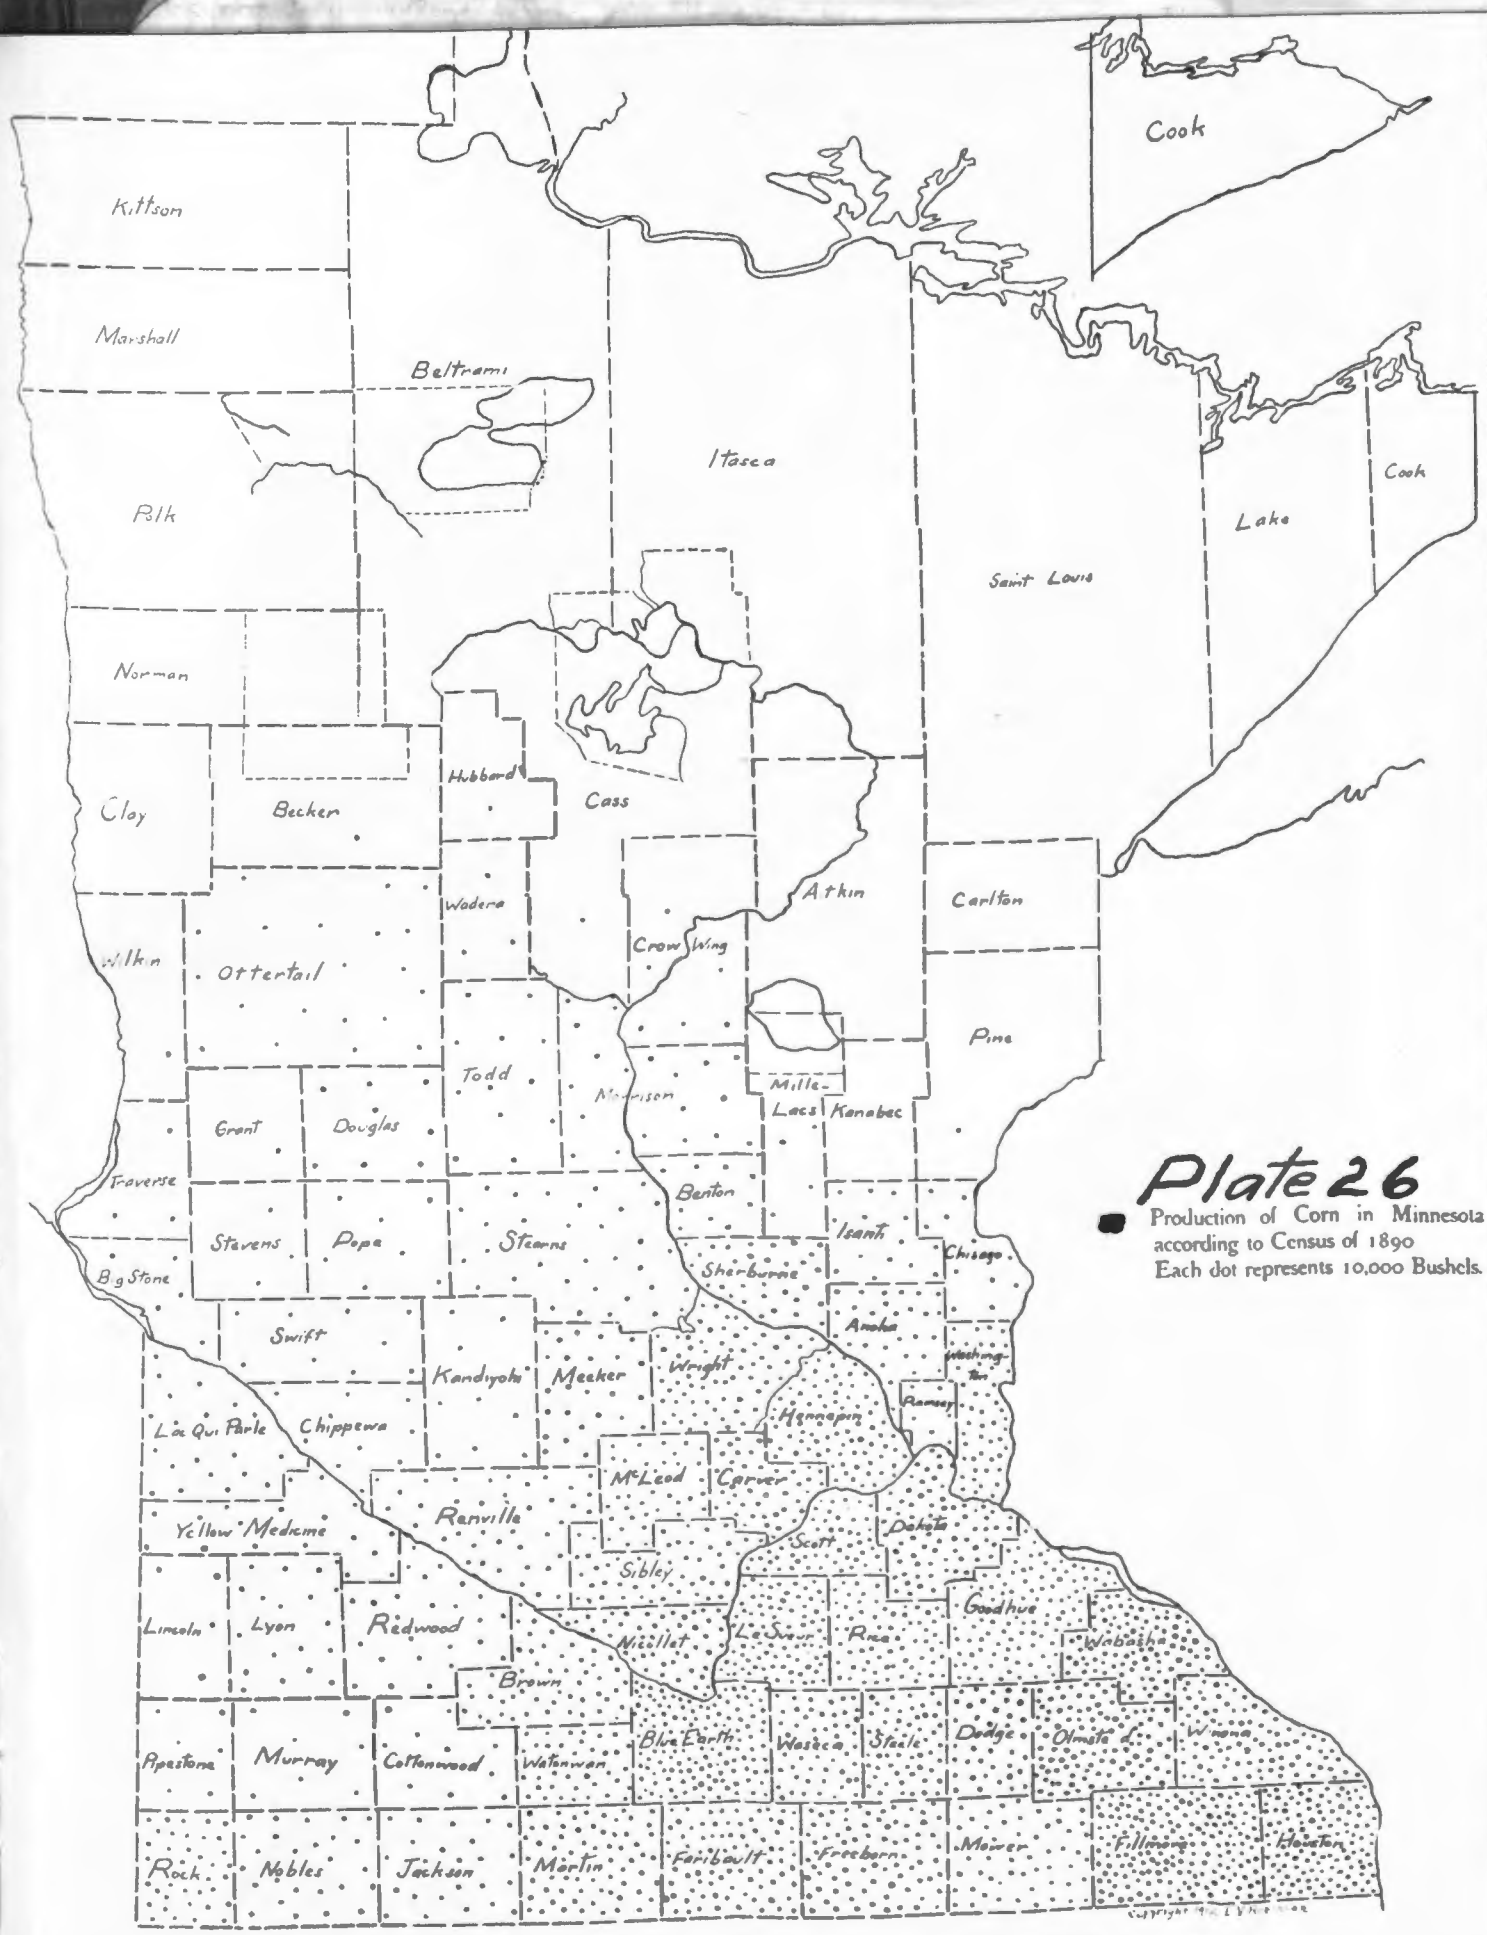 Cook
Kittson
Marshall
Beltrami
Itasca
Cook
Polk
Lake
Saint Louis
Norman
Hubbard
Cass
Clay
Becker
Aitkin
Carlton
Wadena
Crow Wing
Wilkin
Ottertail
Pine
Todd
Morrison
Mille-
Lacs
Kanabec
Grant
Douglas
Plate 26
Production of Corn in Minnesota
according to Census of 1890
Each dot represents 10,000 Bushels.
Traverse
Benton
Stevens
Pope
Stearns
Isanti
Chisago
Big Stone
Sherburne
Swift
Anoka
Washing-
ton
Kandiyohi
Meeker
Wright
Ramsey
Lac Qui Parle
Chippewa
Hennepin
McLeod
Carver
Yellow Medicine
Renville
Scott
Dakota
Sibley
Lincoln
Lyon
Redwood
Nicollet
Le Sueur
Rice
Goodhue
Wabasha
Brown
Pipestone
Murray
Cottonwood
Watonwan
Blue Earth
Waseca
Steele
Dodge
Olmsted
Winona
Rock
Nobles
Jackson
Martin
Faribault
Freeborn
Mower
Fillmore
Houston
Copyright